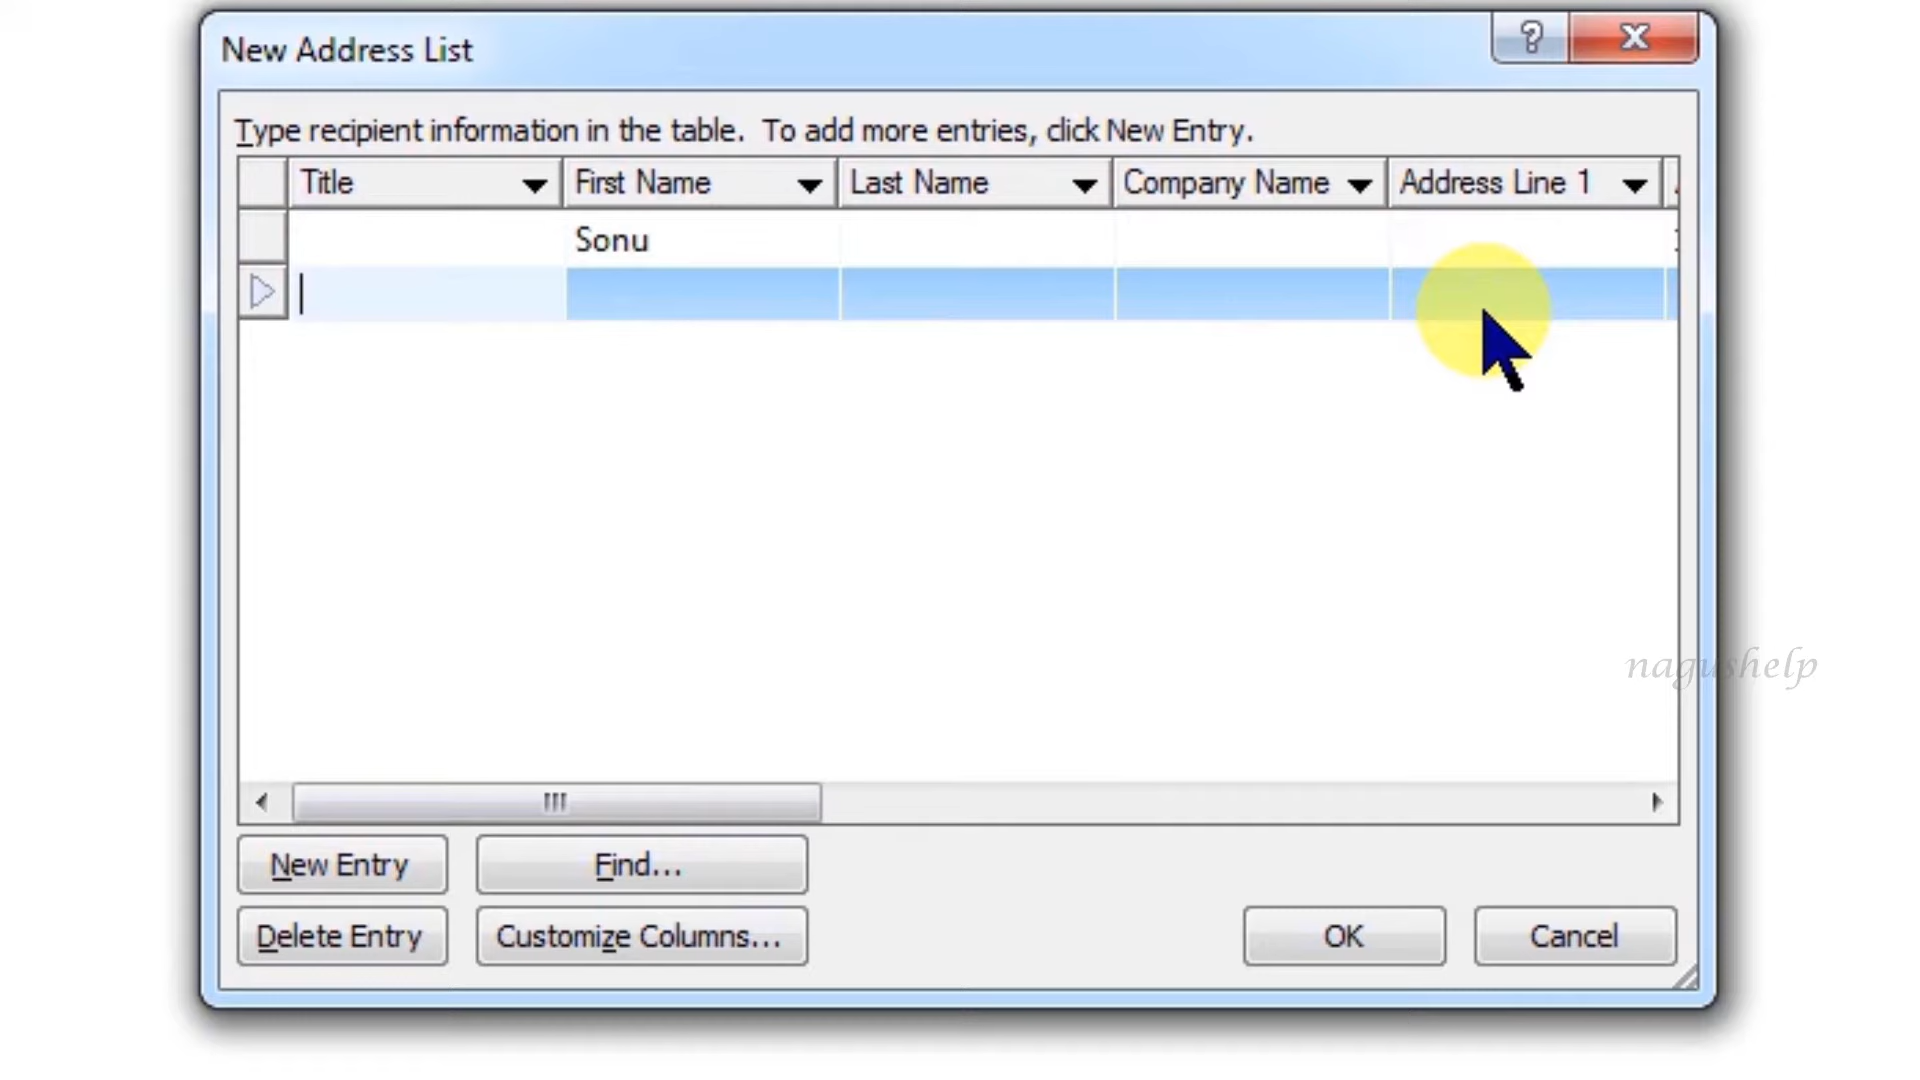 New Address List
Type recipient information in the table. To add more entries, click New Entry.
Title First Name Last Name Company Name Address Line 1
Sonu
nagushelp
New Entry Find...
Delete Entry Customize Columns... OK Cancel